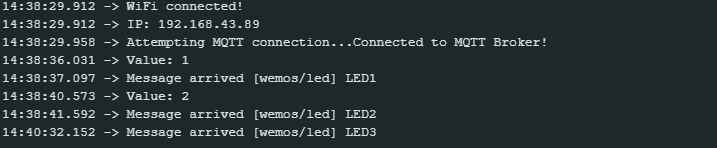 14:38:29.912 -> WiFi connected!
14:38:29.912 -> IP: 192.168.43.89
14:38:29.958 -> Attempting MQTT connection...Connected to MQTT Broker!
14:38:36.031 -> Value: 1
14:38:37.097 -> Message arrived [wemos/led] LED1
14:38:40.573 -> Value: 2
14:38:41.592 -> Message arrived [wemos/led] LED2
14:40:32.152 -> Message arrived [wemos/led] LED3